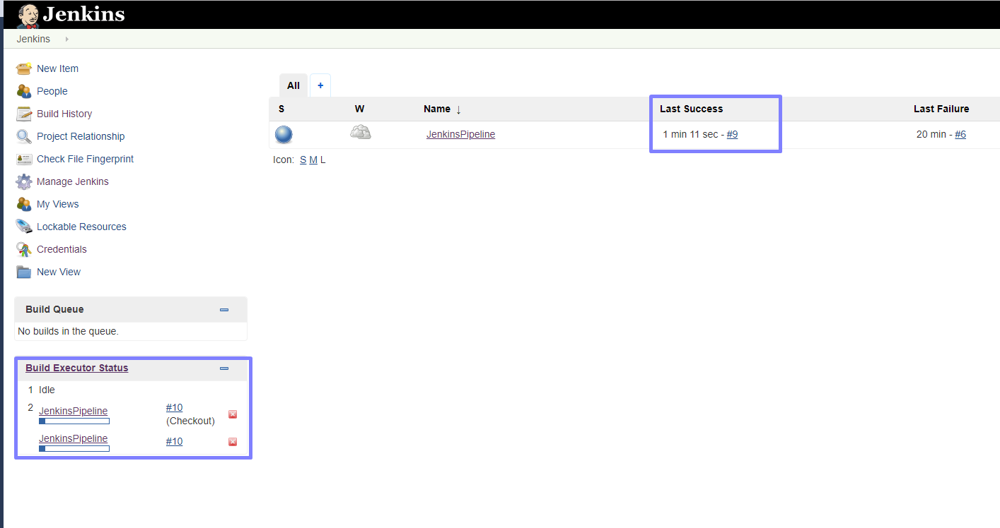 Jenkins
Jenkins
New Item
People
Build History
Project Relationship
Check File Fingerprint
Manage Jenkins
My Views
Lockable Resources
Credentials
New View
Build Queue
No builds in the queue.
Build Executor Status
1 Idle
2 JenkinsPipeline #10
(Checkout)
JenkinsPipeline #10
All +
S W Name ↓ Last Success Last Failure
JenkinsPipeline 1 min 11 sec - #9 20 min - #6
Icon: S M L